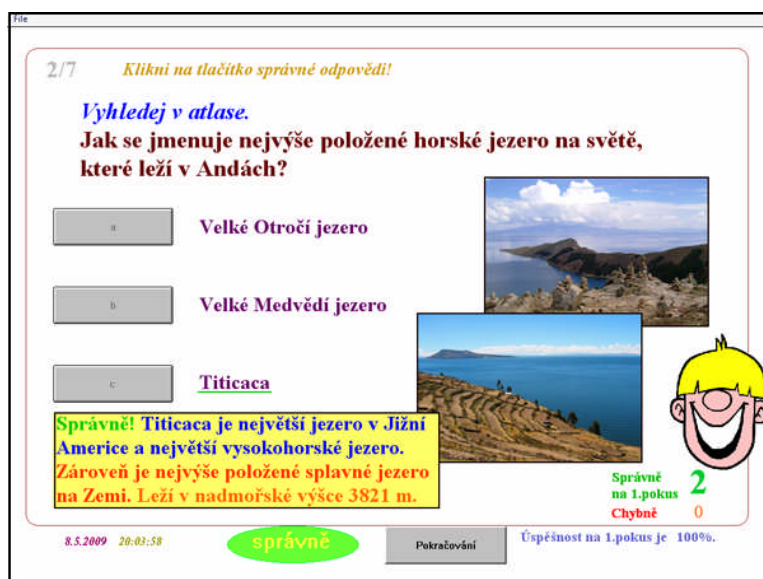 File
2/7 Klikni na tlačítko správné odpovědi!
Vyhledej v atlase.
Jak se jmenuje nejvýše položené horské jezero na světě,
které leží v Andách?
a Velké Otročí jezero
b Velké Medvědí jezero
c Titicaca
Správně! Titicaca je největší jezero v Jižní
Americe a největší vysokohorské jezero.
Zároveň je nejvýše položené splavné jezero
na Zemi. Leží v nadmořské výšce 3821 m.
Správně
na 1.pokus 2
Chybně 0
8.5.2009 20:03:58 správně Pokračování Úspěšnost na 1.pokus je 100%.